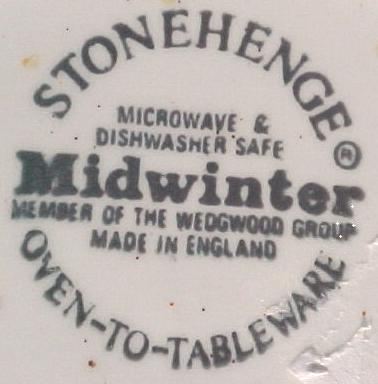 STONEHENGE®
MICROWAVE &
DISHWASHER SAFE
Midwinter
MEMBER OF THE WEDGWOOD GROUP
MADE IN ENGLAND
OVEN-TO-TABLEWARE